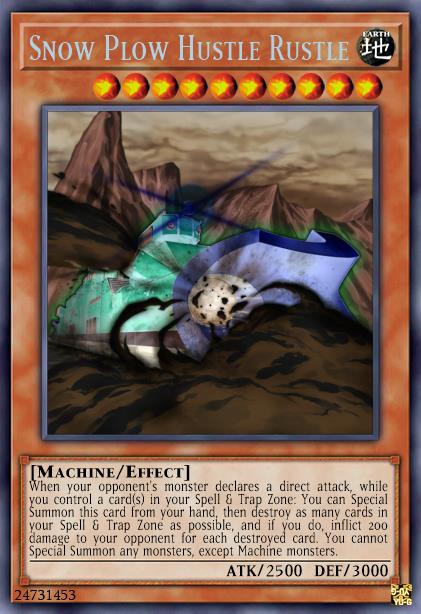 SNOW PLOW HUSTLE RUSTLE
EARTH
地
[MACHINE/EFFECT]
When your opponent's monster declares a direct attack, while
you control a card(s) in your Spell & Trap Zone: You can Special
Summon this card from your hand, then destroy as many cards in
your Spell & Trap Zone as possible, and if you do, inflict 200
damage to your opponent for each destroyed card. You cannot
Special Summon any monsters, except Machine monsters.
ATK/2500 DEF/3000
24731453